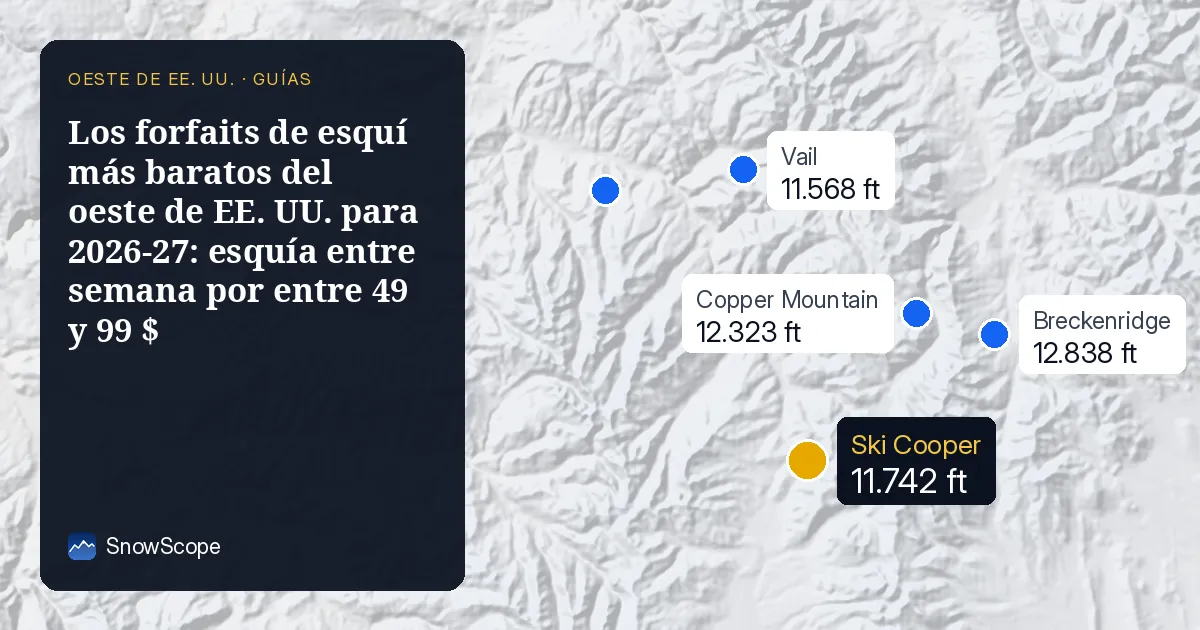 OESTE DE EE. UU. · GUÍAS
Los forfaits de esquí
más baratos del
oeste de EE. UU. para
2026-27: esquía entre
semana por entre 49
y 99 $
SnowScope
Vail
11.568 ft
Copper Mountain
12.323 ft
Breckenridge
12.838 ft
Ski Cooper
11.742 ft